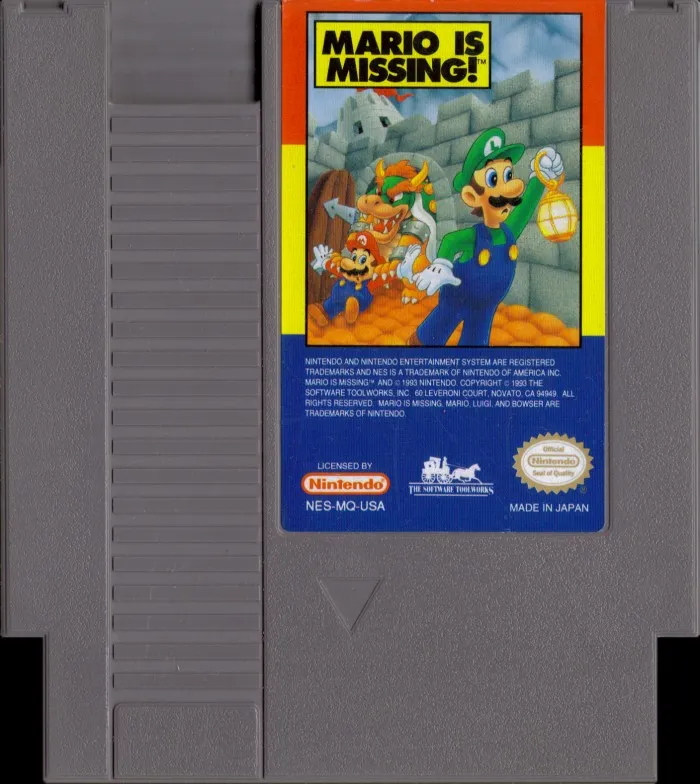 MARIO IS
MISSING!™
L
M
NINTENDO AND NINTENDO ENTERTAINMENT SYSTEM ARE REGISTERED
TRADEMARKS AND NES IS A TRADEMARK OF NINTENDO OF AMERICA INC.
MARIO IS MISSING™ AND © 1993 NINTENDO. COPYRIGHT © 1993 THE
SOFTWARE TOOLWORKS, INC. 60 LEVERONI COURT, NOVATO, CA 94949. ALL
RIGHTS RESERVED. MARIO IS MISSING, MARIO, LUIGI, AND BOWSER ARE
TRADEMARKS OF NINTENDO.
LICENSED BY
Nintendo®
NES-MQ-USA
THE SOFTWARE TOOLWORKS
Official
Nintendo
Seal of Quality
®
MADE IN JAPAN